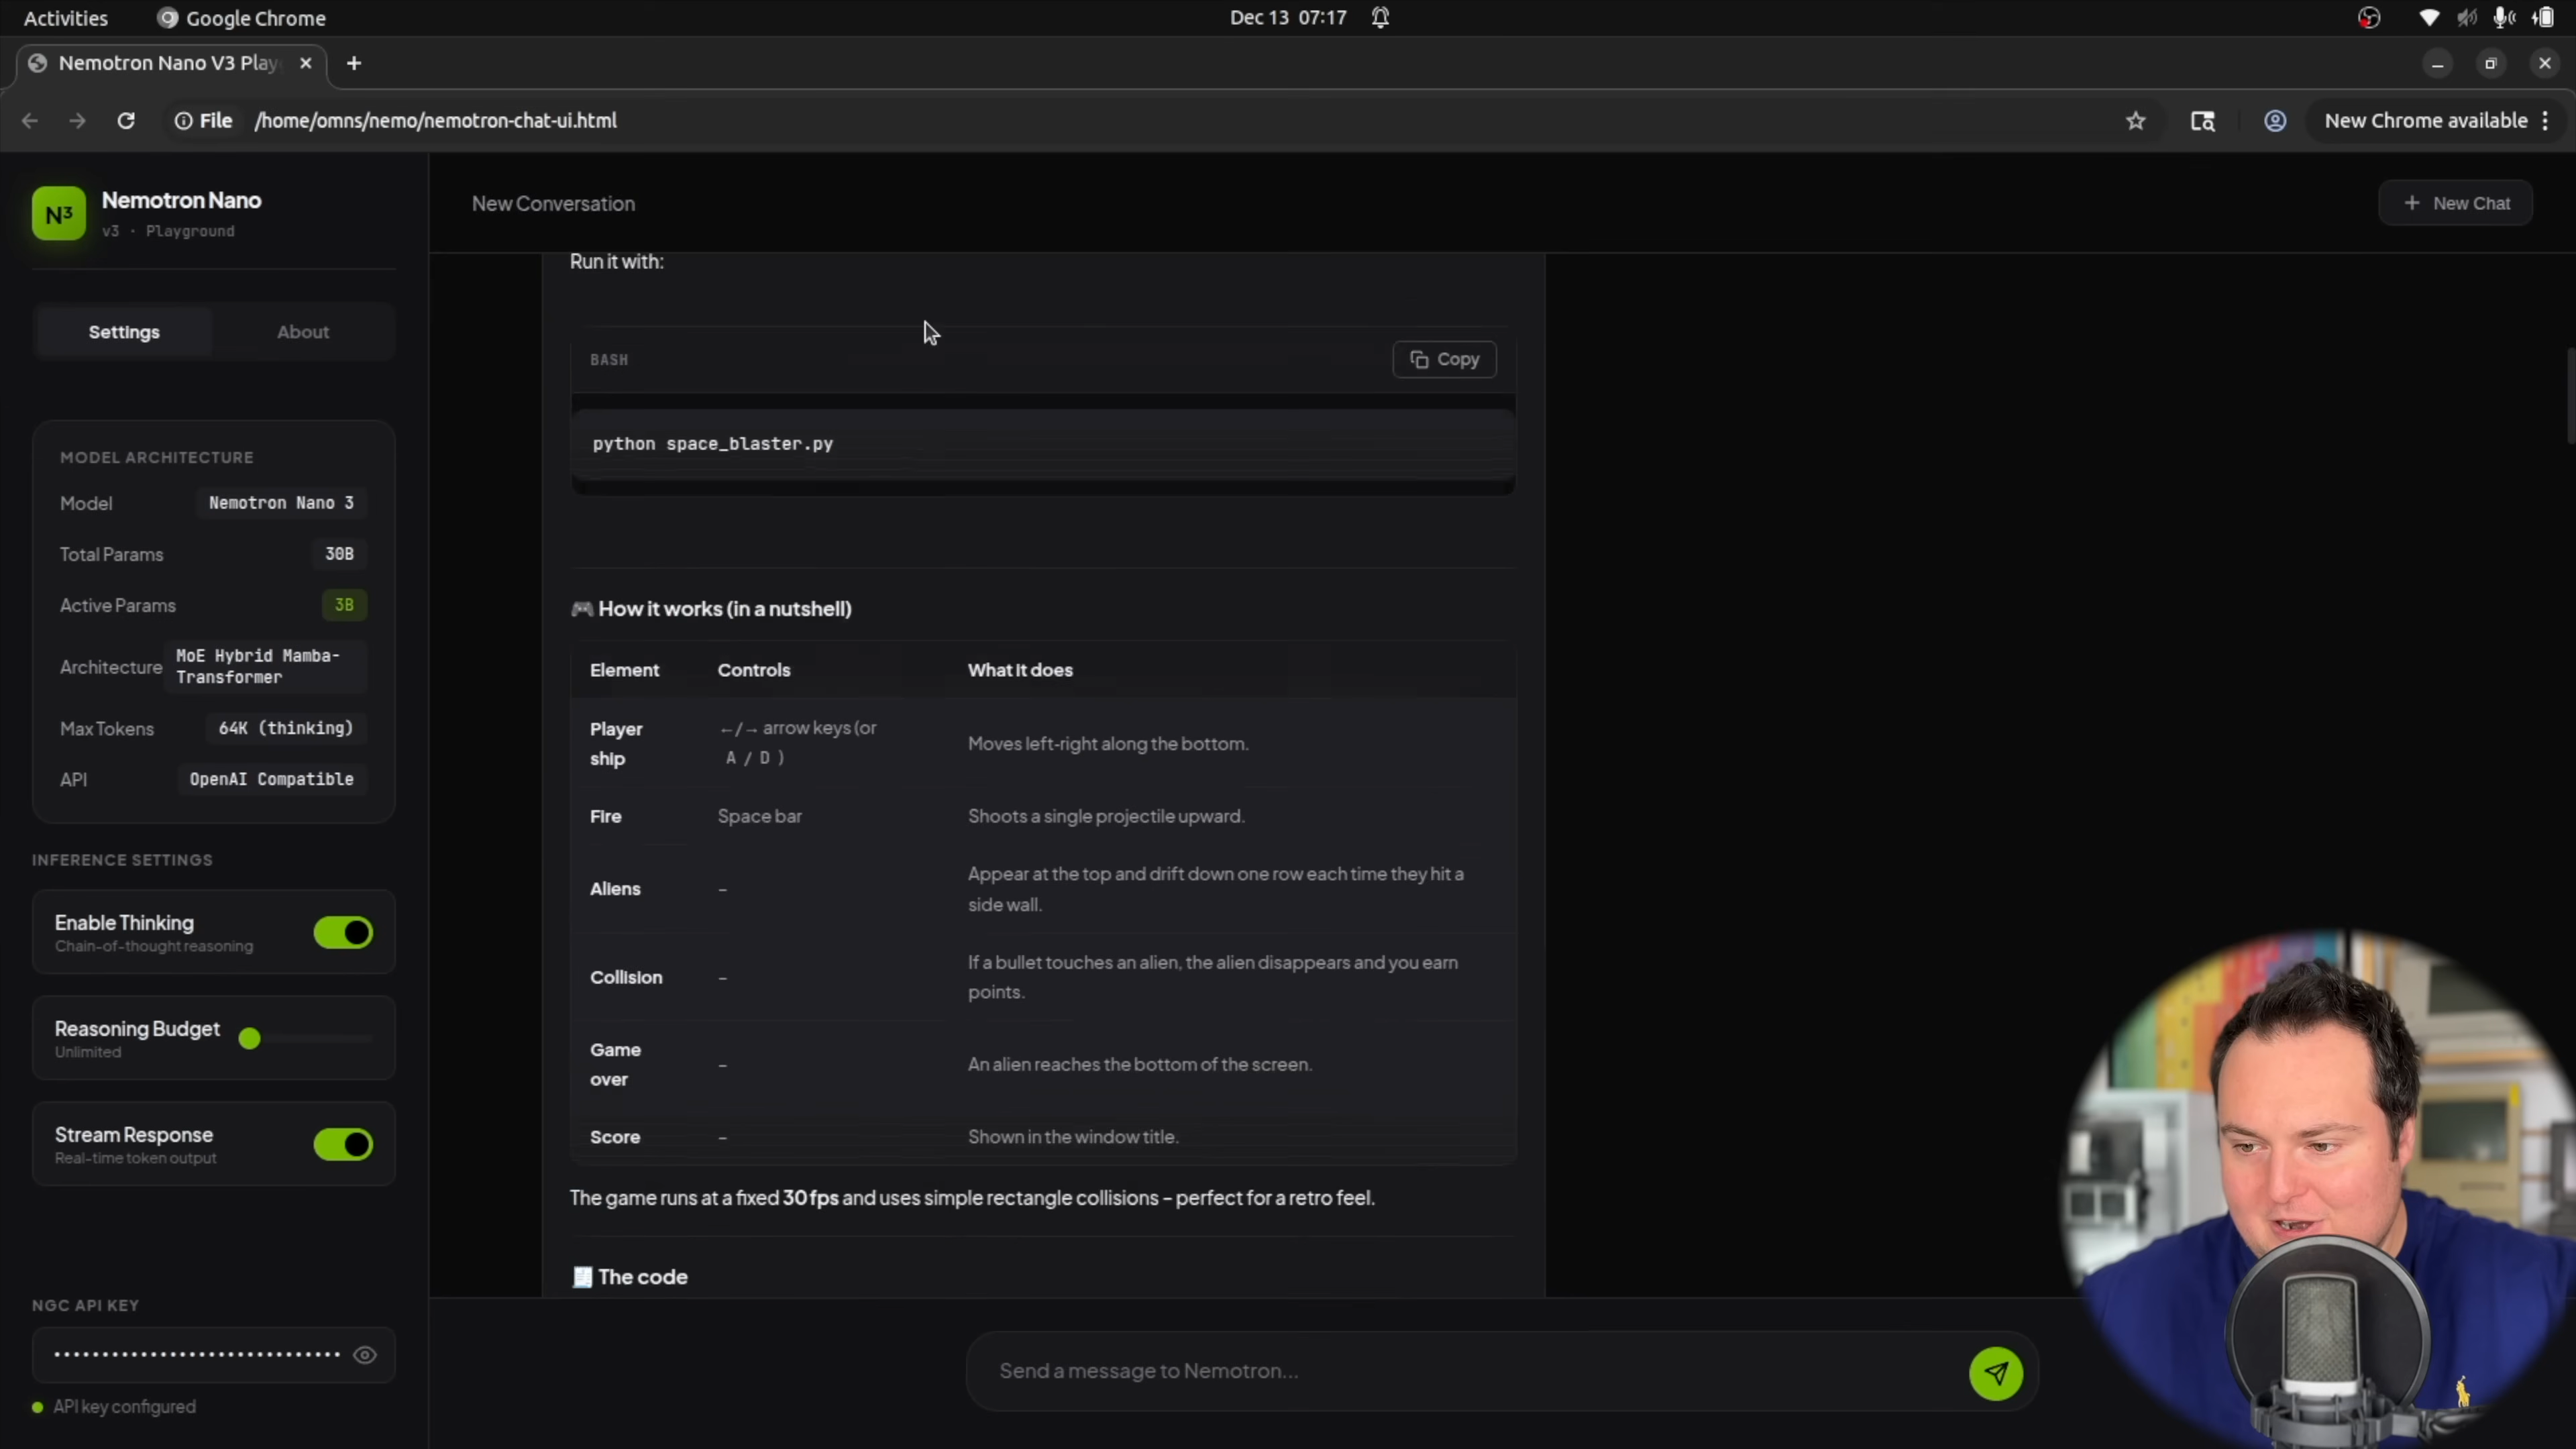 Activities
Google Chrome
Dec 13 07:17
Nemotron Nano V3 Play
File
/home/omns/nemo/nemotron-chat-ui.html
New Chrome available
N³
Nemotron Nano
v3 · Playground
Settings
About
MODEL ARCHITECTURE
Model
Nemotron Nano 3
Total Params
30B
Active Params
3B
Architecture
MoE Hybrid Mamba-
Transformer
Max Tokens
64K (thinking)
API
OpenAI Compatible
INFERENCE SETTINGS
Enable Thinking
Chain-of-thought reasoning
Reasoning Budget
Unlimited
Stream Response
Real-time token output
NGC API KEY
API key configured
New Conversation
+ New Chat
Run it with:
BASH
Copy
python space_blaster.py
🎮 How it works (in a nutshell)
Element Controls What it does
Player
ship
←/→ arrow keys (or
A / D )
Moves left-right along the bottom.
Fire
Space bar
Shoots a single projectile upward.
Aliens
–
Appear at the top and drift down one row each time they hit a
side wall.
Collision
–
If a bullet touches an alien, the alien disappears and you earn
points.
Game
over
–
An alien reaches the bottom of the screen.
Score
–
Shown in the window title.
The game runs at a fixed 30 fps and uses simple rectangle collisions – perfect for a retro feel.
🧾 The code
Send a message to Nemotron...